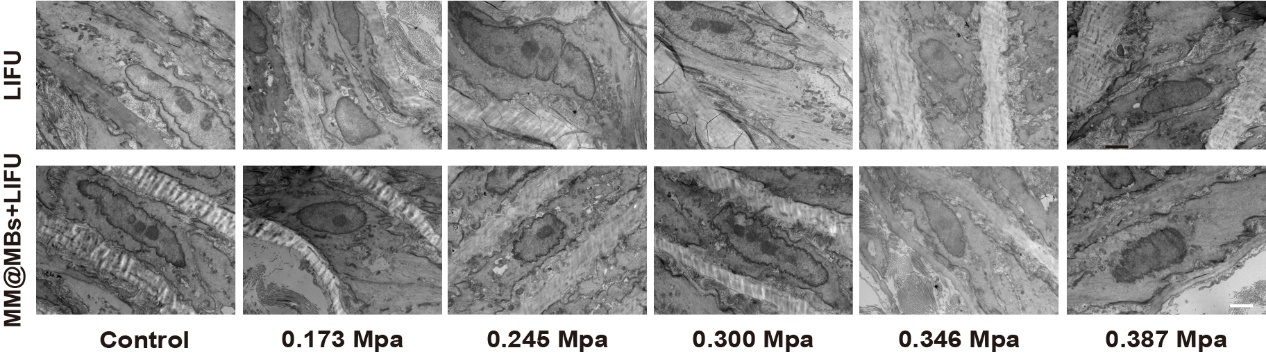 LIFU
MM@MBs+LIFU
Control 0.173 Mpa 0.245 Mpa 0.300 Mpa 0.346 Mpa 0.387 Mpa